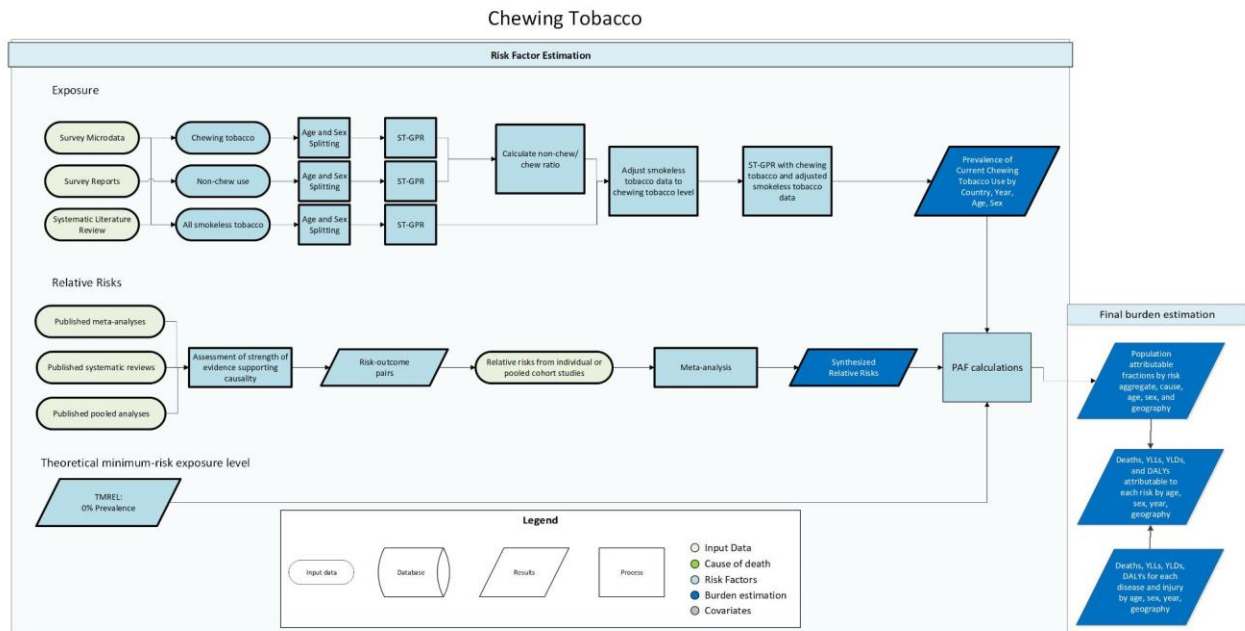 Chewing Tobacco
Risk Factor Estimation
Exposure
Survey Microdata
Survey Reports
Systematic Literature
Review
Chewing tobacco
Non-chew use
All smokeless tobacco
Age and Sex
Splitting
Age and Sex
Splitting
Age and Sex
Splitting
ST-GPR
ST-GPR
ST-GPR
Calculate non-chew/
chew ratio
Adjust smokeless
tobacco data to
chewing tobacco level
ST-GPR with chewing
tobacco and adjusted
smokeless tobacco
data
Prevalence of
Current Chewing
Tobacco Use by
Country, Year,
Age, Sex
Relative Risks
Published meta-analyses
Published systematic reviews
Published pooled analyses
Assessment of strength of
evidence supporting
causality
Risk-outcome
pairs
Relative risks from individual or
pooled cohort studies
Meta-analysis
Synthesized
Relative Risks
PAF calculations
Theoretical minimum-risk exposure level
TMREL:
0% Prevalence
Final burden estimation
Population
attributable
fractions by risk
aggregate, cause,
age, sex, and
geography
Deaths, YLLs, YLDs,
and DALYs
attributable to
each risk by age,
sex, year,
geography
Deaths, YLLs, YLDs,
DALYs for each
disease and injury
by age, sex, year,
geography
Legend
Input data
Database
Results
Process
Input Data
Cause of death
Risk Factors
Burden estimation
Covariates